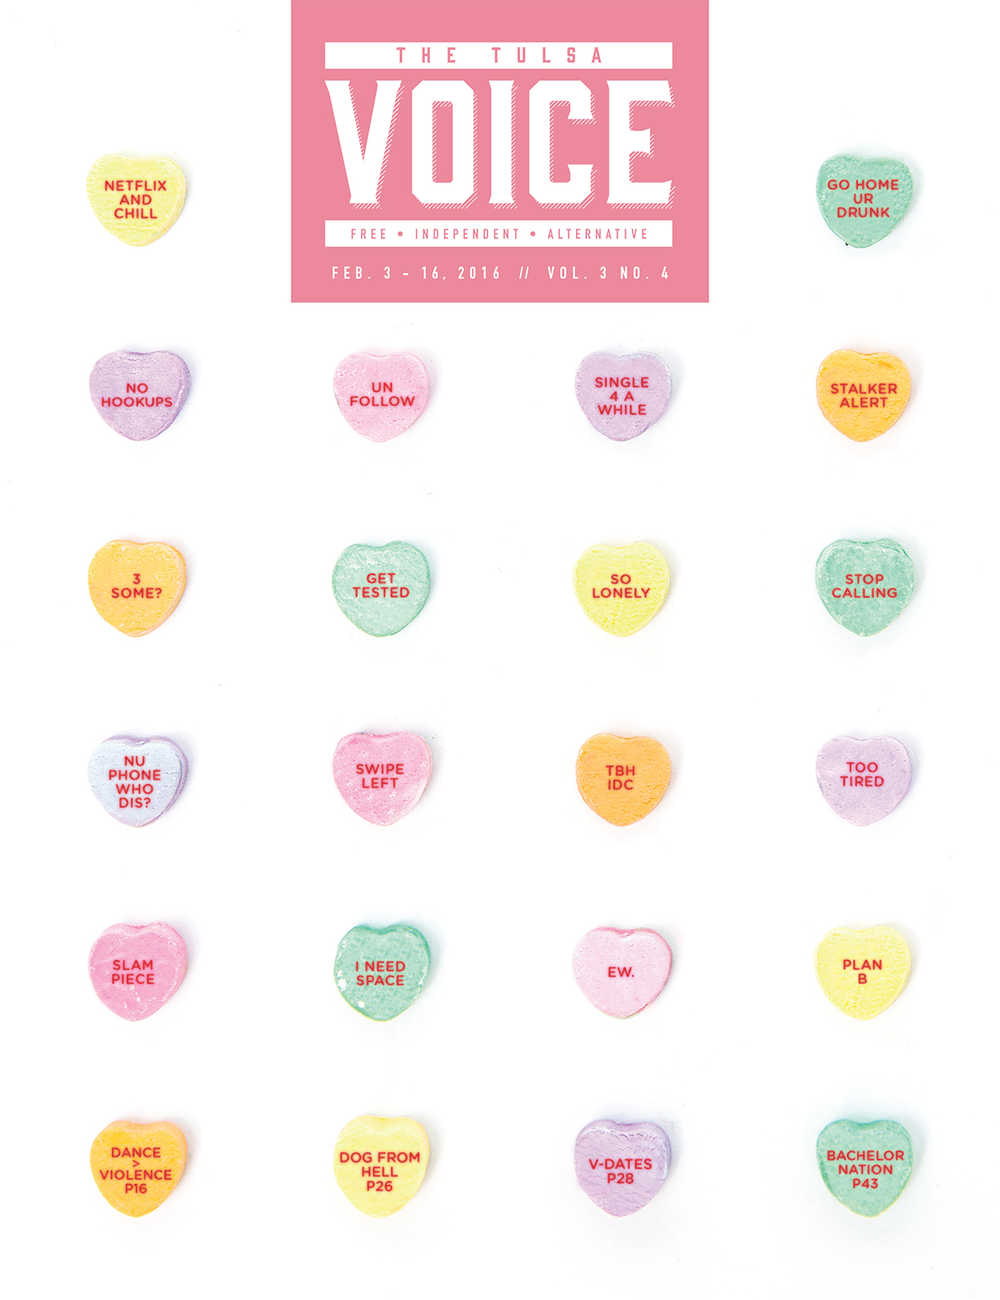 THE TULSA
VOICE
FREE • INDEPENDENT • ALTERNATIVE
FEB. 3 - 16, 2016 // VOL. 3 NO. 4
NETFLIX
AND
CHILL
GO HOME
UR
DRUNK
NO
HOOKUPS
UN
FOLLOW
SINGLE
4 A
WHILE
STALKER
ALERT
3
SOME?
GET
TESTED
SO
LONELY
STOP
CALLING
NU
PHONE
WHO
DIS?
SWIPE
LEFT
TBH
IDC
TOO
TIRED
SLAM
PIECE
I NEED
SPACE
EW.
PLAN
B
DANCE
>
VIOLENCE
P16
DOG FROM
HELL
P26
V-DATES
P28
BACHELOR
NATION
P43